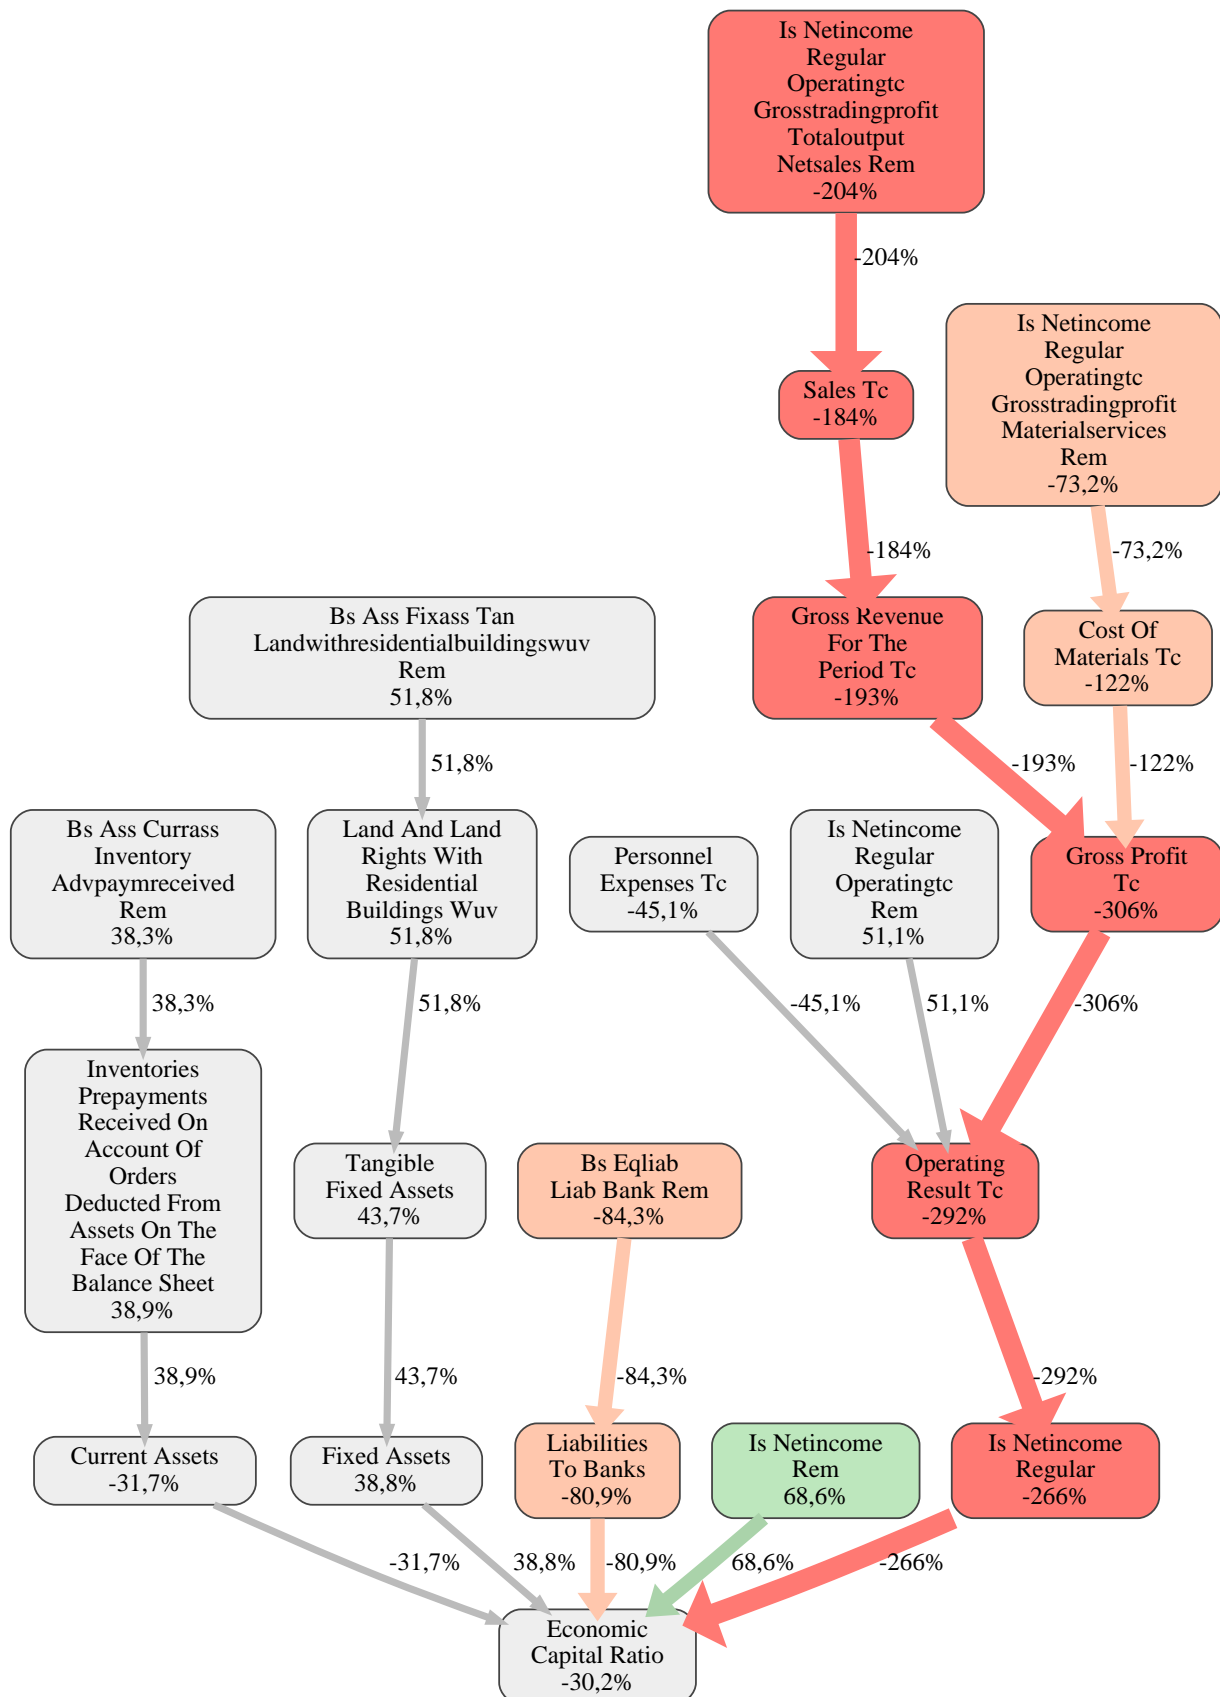 Is Netincome
Regular
Operatingtc
Grosstradingprofit
Totaloutput
Netsales Rem
-204%
-204%
Is Netincome
Regular
Operatingtc
Grosstradingprofit
Materialservices
Rem
-73,2%
Sales Tc
-184%
-184%
-73,2%
Bs Ass Fixass Tan
Landwithresidentialbuildingswuv
Rem
51,8%
Gross Revenue
For The
Period Tc
-193%
Cost Of
Materials Tc
-122%
51,8%
-193%
-122%
Bs Ass Currass
Inventory
Advpaymreceived
Rem
38,3%
Land And Land
Rights With
Residential
Buildings Wuv
51,8%
Personnel
Expenses Tc
-45,1%
Is Netincome
Regular
Operatingtc
Rem
51,1%
Gross Profit
Tc
-306%
38,3%
51,8%
-45,1%
51,1%
-306%
Inventories
Prepayments
Received On
Account Of
Orders
Deducted From
Assets On The
Face Of The
Balance Sheet
38,9%
Tangible
Fixed Assets
43,7%
Bs Eqliab
Liab Bank Rem
-84,3%
Operating
Result Tc
-292%
38,9%
43,7%
-84,3%
-292%
Current Assets
-31,7%
Fixed Assets
38,8%
Liabilities
To Banks
-80,9%
Is Netincome
Rem
68,6%
Is Netincome
Regular
-266%
-31,7%
38,8%
-80,9%
68,6%
-266%
Economic
Capital Ratio
-30,2%